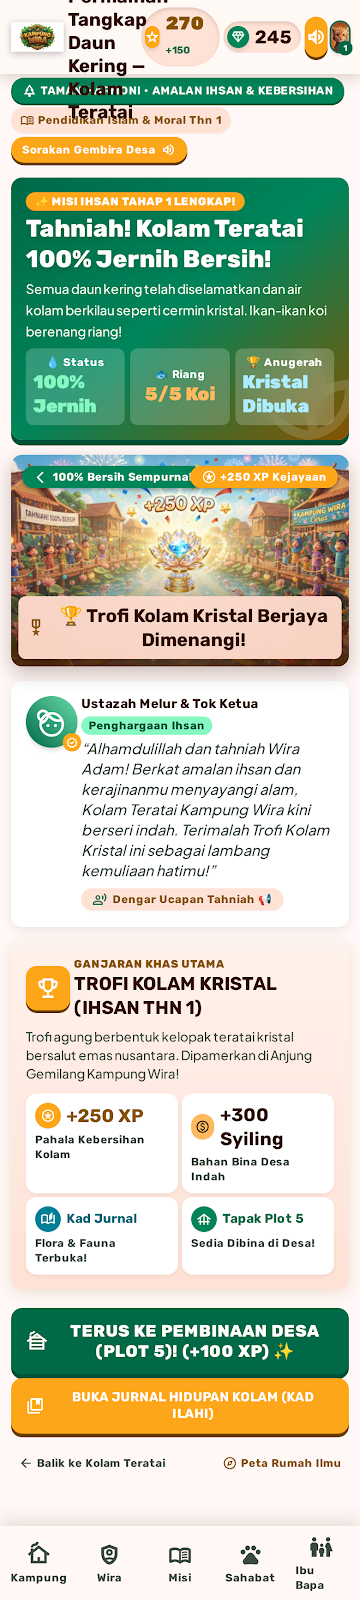 KAMPUNG WIRA
Permainan
Tangkap
Daun
Kering —
Kolam
Teratai
270
+150
245
1
TAMAN HARMONI • AMALAN IHSAN & KEBERSIHAN
Pendidikan Islam & Moral Thn 1
Sorakan Gembira Desa
✨ MISI IHSAN TAHAP 1 LENGKAP!
Tahniah! Kolam Teratai
100% Jernih Bersih!
Semua daun kering telah diselamatkan dan air
kolam berkilau seperti cermin kristal. Ikan-ikan koi
berenang riang!
💧 Status
100%
Jernih
🐟 Riang
5/5 Koi
🏆 Anugerah
Kristal
Dibuka
100% Bersih Sempurna!
+250 XP Kejayaan
+250 XP
TAHNIAH! 100% BERSIH
KAMPUNG WIRA
Ceria
🏆 Trofi Kolam Kristal Berjaya
Dimenangi!
Ustazah Melur & Tok Ketua
Penghargaan Ihsan
“Alhamdulillah dan tahniah Wira
Adam! Berkat amalan ihsan dan
kerajinanmu menyayangi alam,
Kolam Teratai Kampung Wira kini
berseri indah. Terimalah Trofi Kolam
Kristal ini sebagai lambang
kemuliaan hatimu!”
Dengar Ucapan Tahniah 📢
GANJARAN KHAS UTAMA
TROFI KOLAM KRISTAL
(IHSAN THN 1)
Trofi agung berbentuk kelopak teratai kristal
bersalut emas nusantara. Dipamerkan di Anjung
Gemilang Kampung Wira!
+250 XP
Pahala Kebersihan
Kolam
+300
Syiling
Bahan Bina Desa
Indah
Kad Jurnal
Flora & Fauna
Terbuka!
Tapak Plot 5
Sedia Dibina di Desa!
TERUS KE PEMBINAAN DESA
(PLOT 5)! (+100 XP) ✨
BUKA JURNAL HIDUPAN KOLAM (KAD
ILAHI)
Balik ke Kolam Teratai
Peta Rumah Ilmu
Kampung
Wira
Misi
Sahabat
Ibu
Bapa